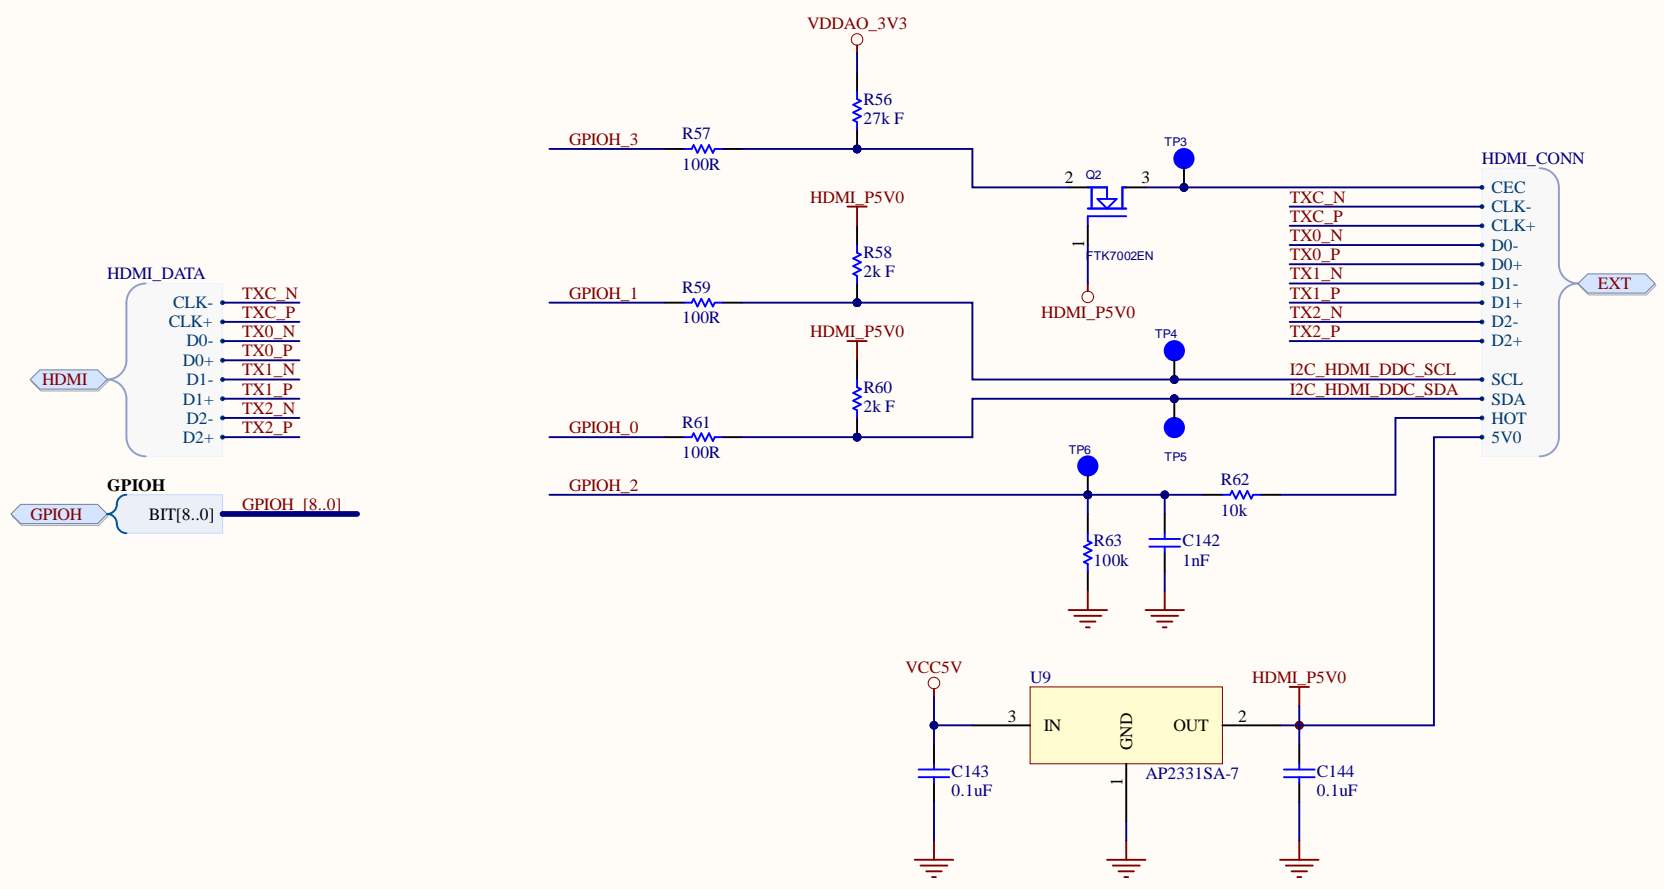 VDDAO_3V3
R56
27k F
GPIOH_3
R57
100R
TP3
HDMI_CONN
2
Q2
3
CEC
TXC_N
CLK-
TXC_P
CLK+
TX0_N
D0-
TX0_P
D0+
TX1_N
D1-
TX1_P
D1+
TX2_N
D2-
TX2_P
D2+
EXT
1
FTK7002EN
HDMI_P5V0
HDMI_P5V0
R58
2k F
GPIOH_1
R59
100R
HDMI_P5V0
TP4
I2C_HDMI_DDC_SCL
SCL
I2C_HDMI_DDC_SDA
SDA
HOT
5V0
R60
2k F
GPIOH_0
R61
100R
TP5
TP6
GPIOH_2
R62
10k
R63
100k
C142
1nF
HDMI_DATA
CLK-
TXC_N
CLK+
TXC_P
D0-
TX0_N
D0+
TX0_P
D1-
TX1_N
D1+
TX1_P
D2-
TX2_N
D2+
TX2_P
HDMI
GPIOH
GPIOH
BIT[8..0]
GPIOH_[8..0]
VCC5V
U9
HDMI_P5V0
3
IN
GND
OUT
2
1
AP2331SA-7
C143
0.1uF
C144
0.1uF